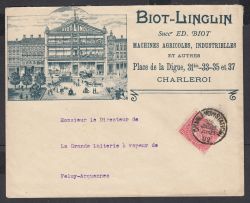 BIOT-LINGLIN
Succr ED. BIOT
MACHINES AGRICOLES, INDUSTRIELLES
ET AUTRES
Place de la Digue, 31bis-33-35 et 37
CHARLEROI
Monsieur le Directeur de
La Grande laiterie à vapeur de
Feluy-Arquennes